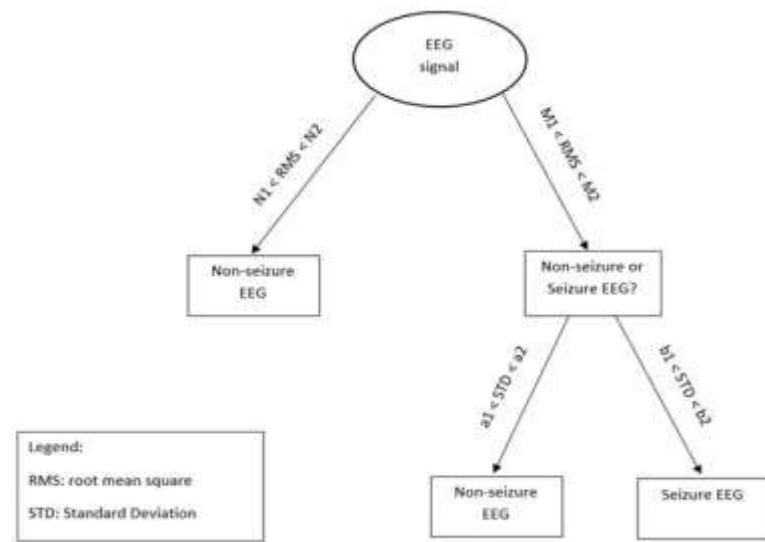 EEG
signal
N1 < RMS < N2
M1 < RMS < M2
Non-seizure
EEG
Non-seizure or
Seizure EEG?
a1 < STD < a2
b1 < STD < b2
Legend:
RMS: root mean square
STD: Standard Deviation
Non-seizure
EEG
Seizure EEG